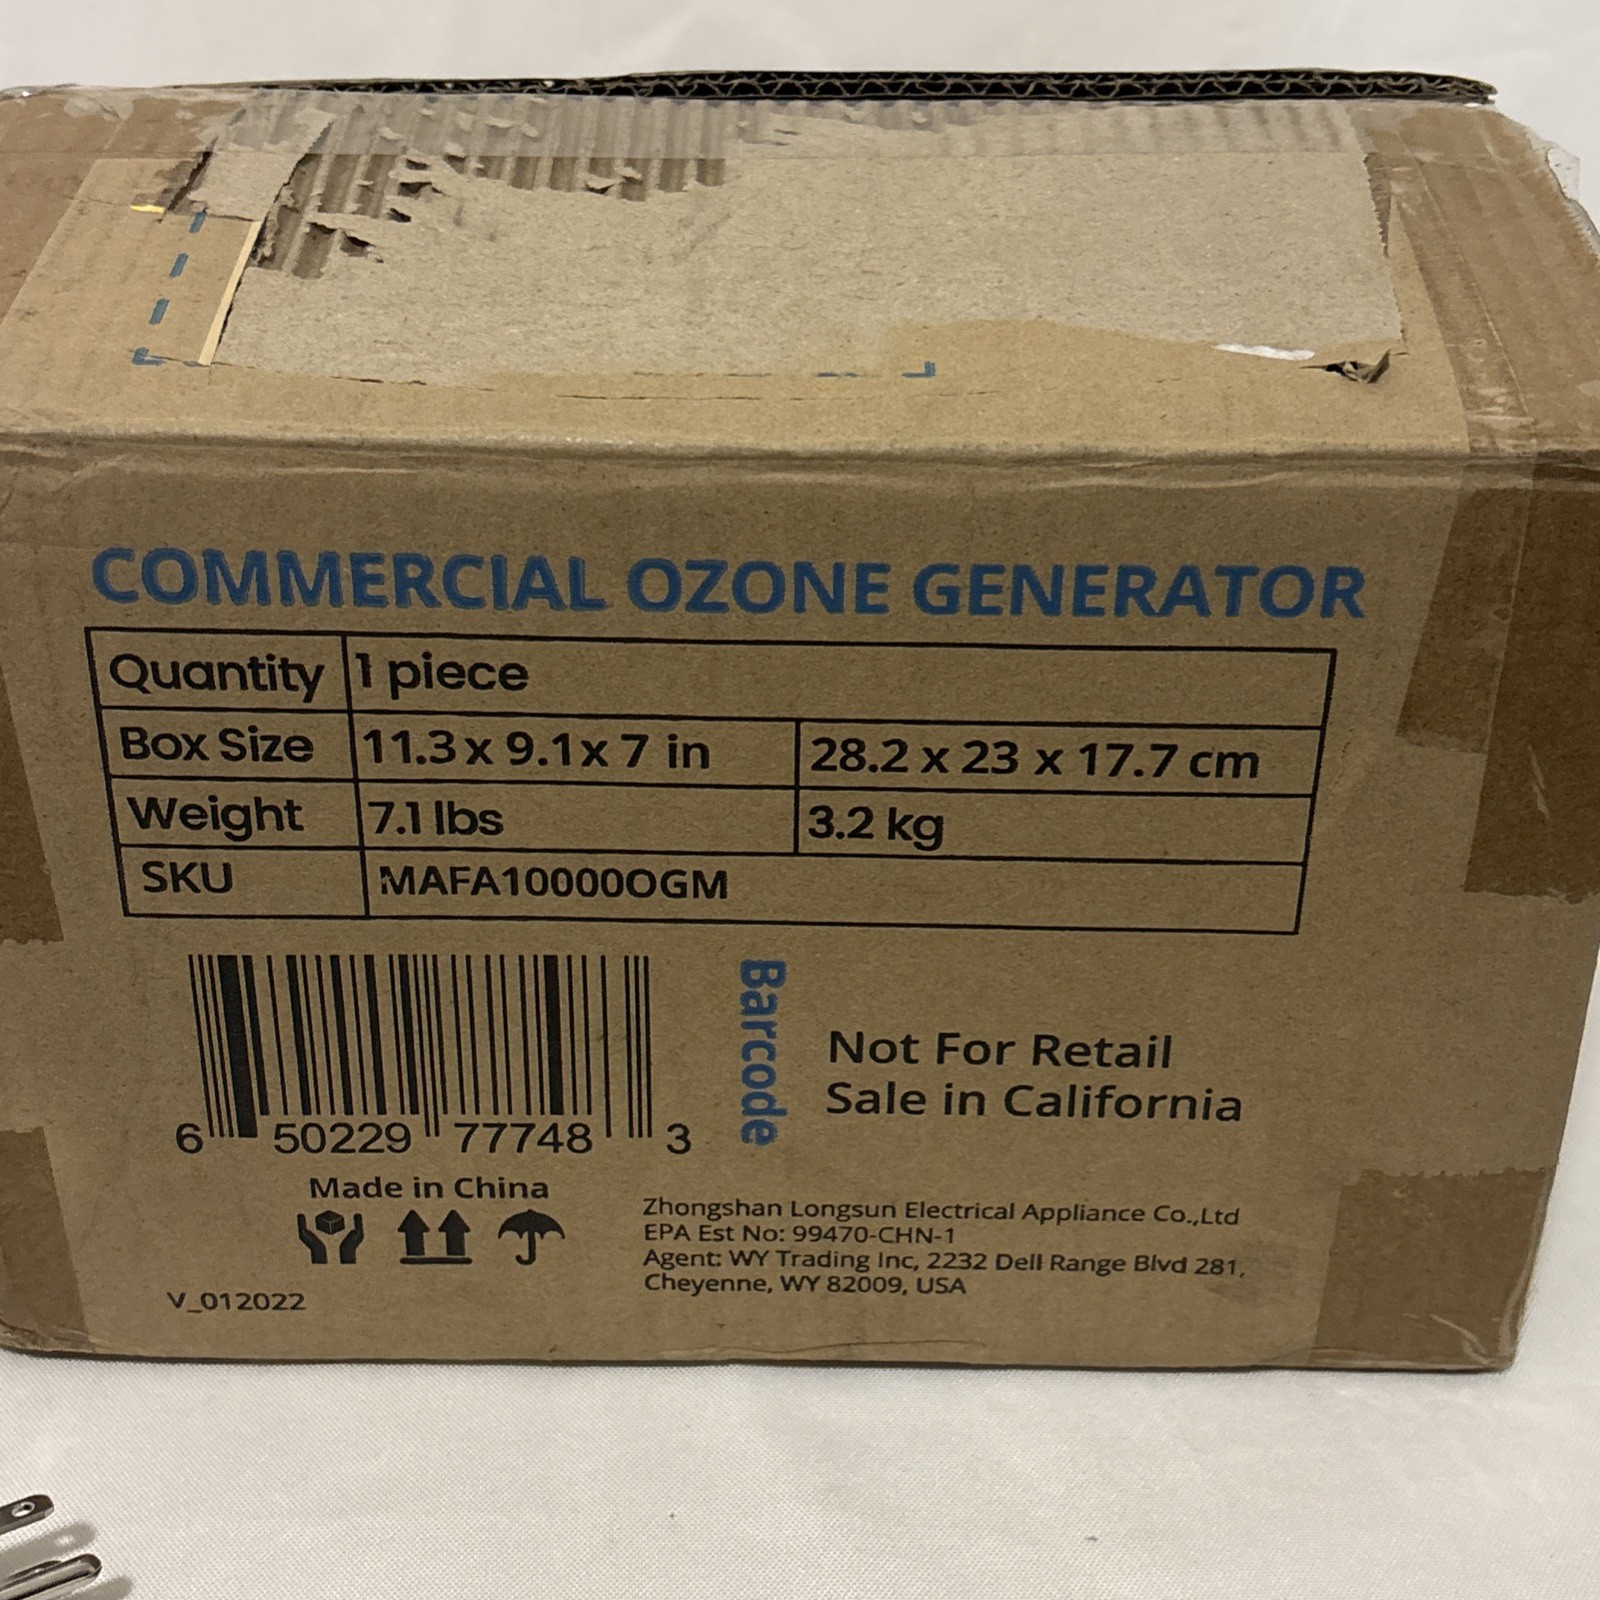 COMMERCIAL OZONE GENERATOR
Quantity 1 piece
Box Size 11.3 x 9.1 x 7 in 28.2 x 23 x 17.7 cm
Weight 7.1 lbs 3.2 kg
SKU MAFA10000OGM
Barcode
Not For Retail
Sale in California
6 50229 77748 3
Made in China
Zhongshan Longsun Electrical Appliance Co.,Ltd
EPA Est No: 99470-CHN-1
Agent: WY Trading Inc, 2232 Dell Range Blvd 281,
Cheyenne, WY 82009, USA
V_012022